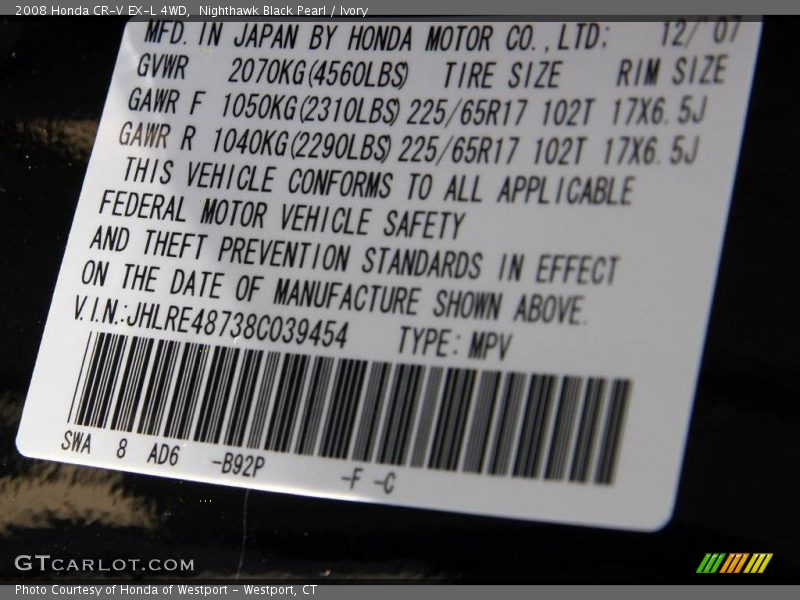 2008 Honda CR-V EX-L 4WD,  Nighthawk Black Pearl / Ivory
MFD. IN JAPAN BY HONDA MOTOR CO.,LTD; 12/'07
GVWR 2070KG(4560LBS) TIRE SIZE RIM SIZE
GAWR F 1050KG(2310LBS) 225/65R17 102T 17X6.5J
GAWR R 1040KG(2290LBS) 225/65R17 102T 17X6.5J
THIS VEHICLE CONFORMS TO ALL APPLICABLE
FEDERAL MOTOR VEHICLE SAFETY
AND THEFT PREVENTION STANDARDS IN EFFECT
ON THE DATE OF MANUFACTURE SHOWN ABOVE.
V.I.N.:JHLRE48738C039454 TYPE: MPV
SWA 8 AD6 -B92P -F -C
GTCARLOT.COM
Photo Courtesy of Honda of Westport - Westport, CT